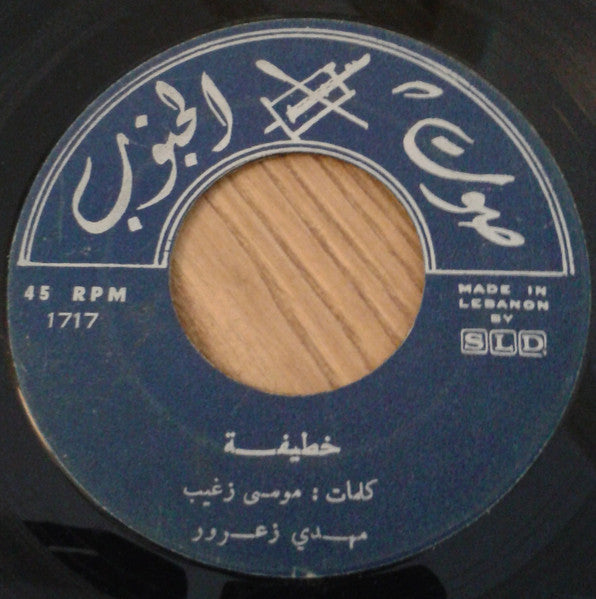 صوت الجنوب
45 RPM
1717
MADE IN
LEBANON
BY
SLD
خطيفة
كلمات : موسى زغيب
مهدي زعرور